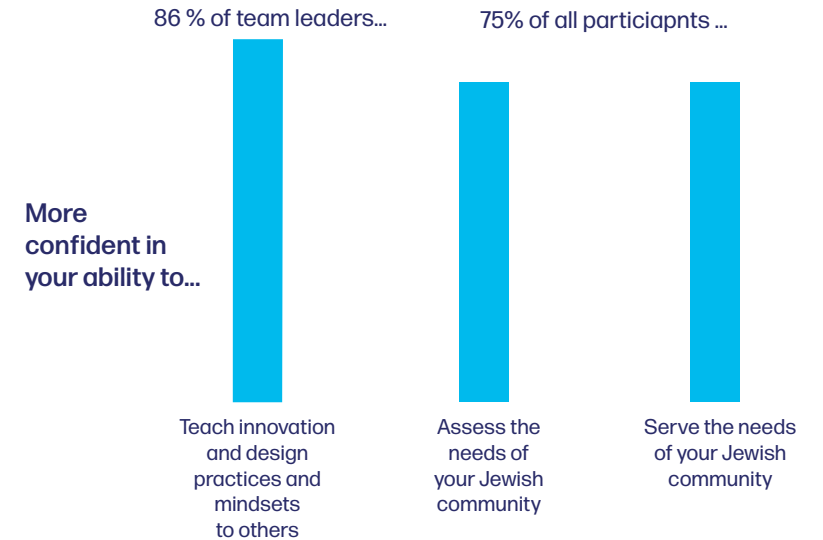 86 % of team leaders...
75% of all particiapnts ...
More
confident in
your ability to...
Teach innovation
and design
practices and
mindsets
to others
Assess the
needs of
your Jewish
community
Serve the needs
of your Jewish
community